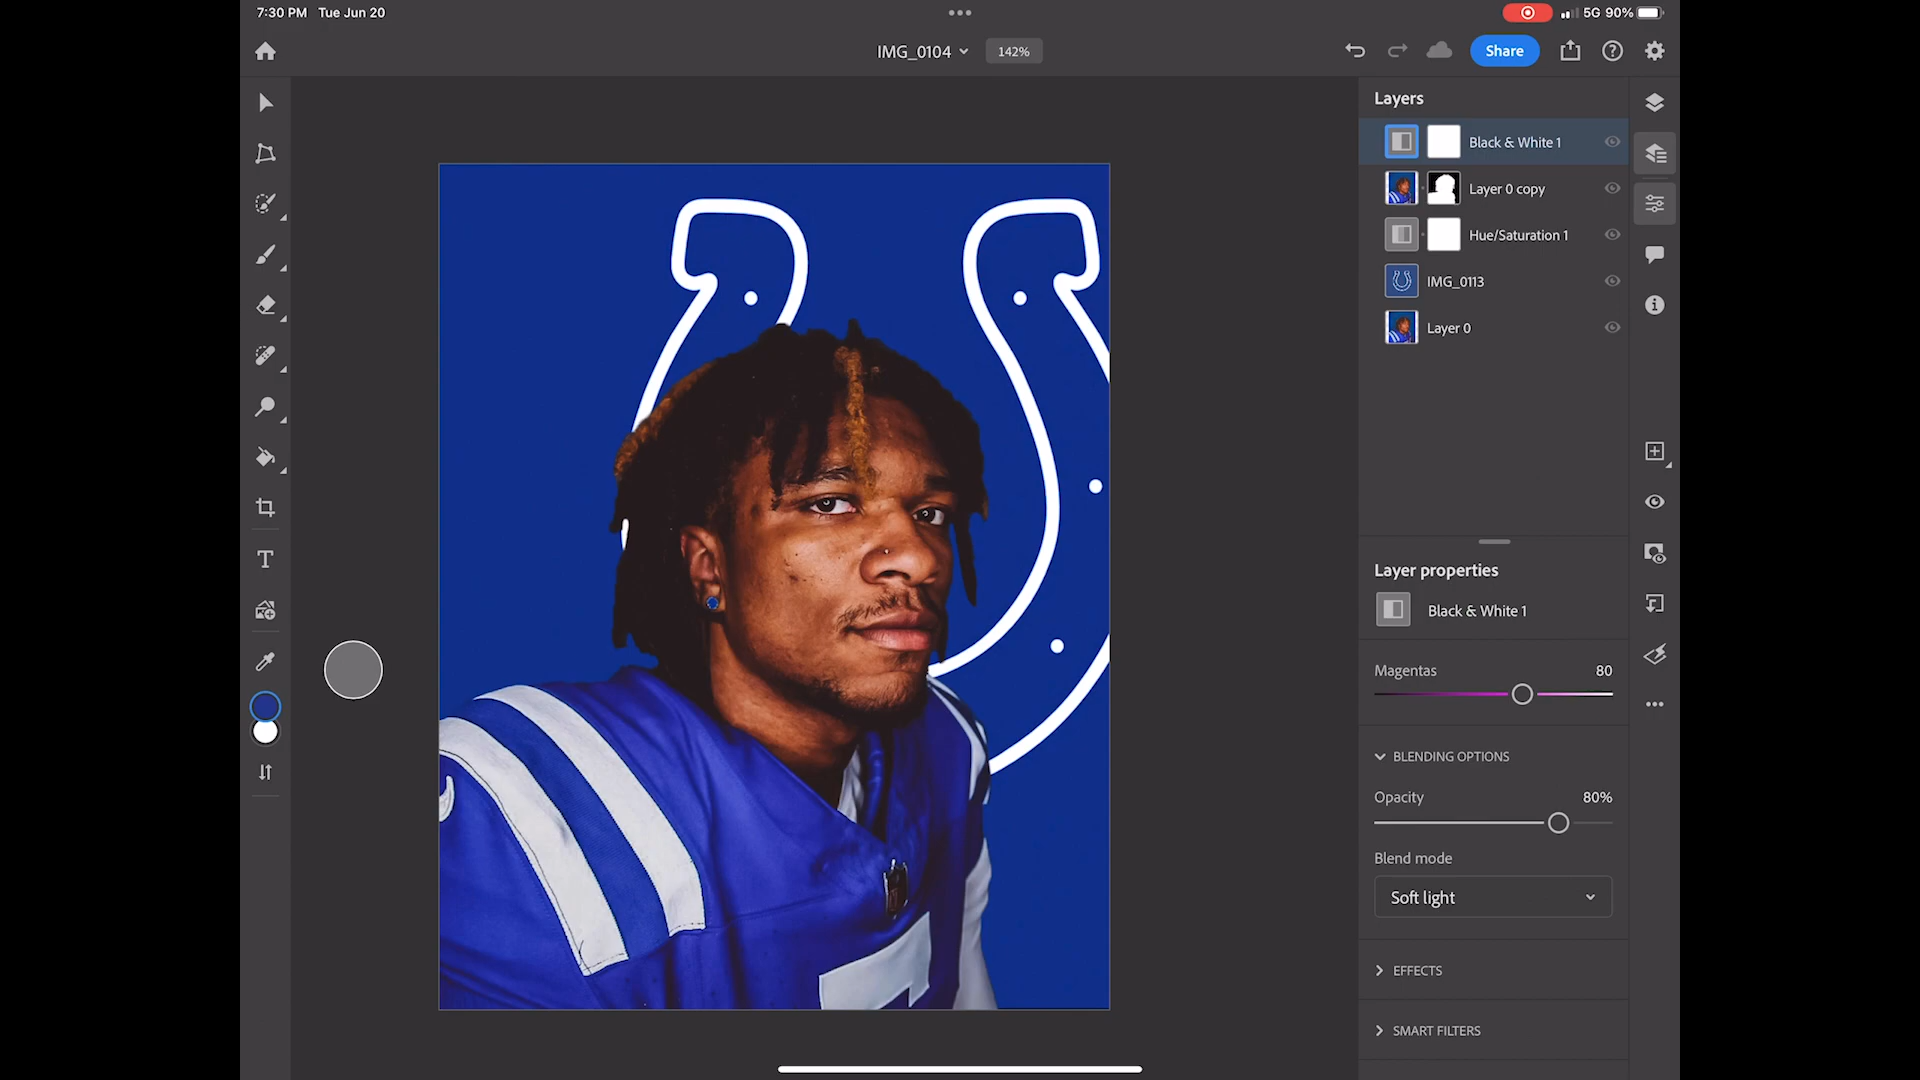 7:30 PM Tue Jun 20
5G 90%
IMG_0104 142%
Share
Layers
Black & White 1
Layer 0 copy
Hue/Saturation 1
IMG_0113
Layer 0
T
Layer properties
Black & White 1
Magentas 80
BLENDING OPTIONS
Opacity 80%
Blend mode
Soft light
EFFECTS
SMART FILTERS